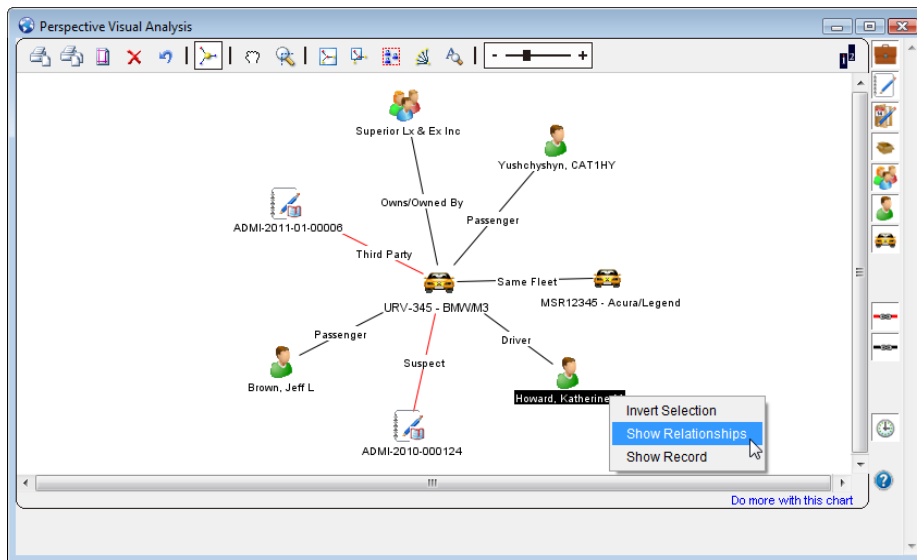 Perspective Visual Analysis
- +
Superior Lx & Ex Inc
Yushchyshyn, CAT1HY
Owns/Owned By
Passenger
ADMI-2011-01-00006
Third Party
Same Fleet
URV-345 - BMW/M3
MSR12345 - Acura/Legend
Passenger
Driver
Suspect
Brown, Jeff L
Howard, Katherine
Invert Selection
Show Relationships
Show Record
ADMI-2010-000124
Do more with this chart